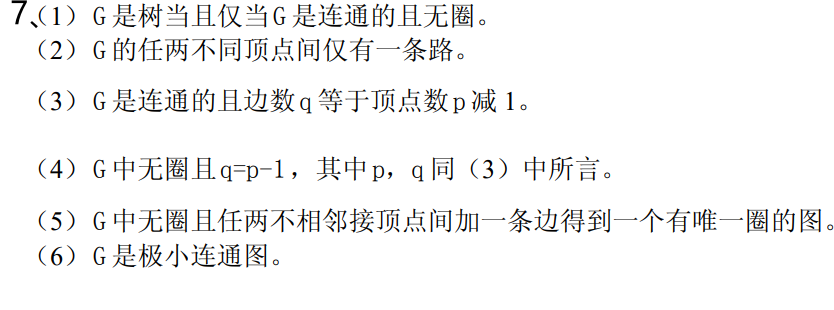 7、（1）G是树当且仅当G是连通的且无圈。
（2）G的任两不同顶点间仅有一条路。
（3）G是连通的且边数q等于顶点数p减1。
（4）G中无圈且q=p-1，其中p，q同（3）中所言。
（5）G中无圈且任两不相邻接顶点间加一条边得到一个有唯一圈的图。
（6）G是极小连通图。